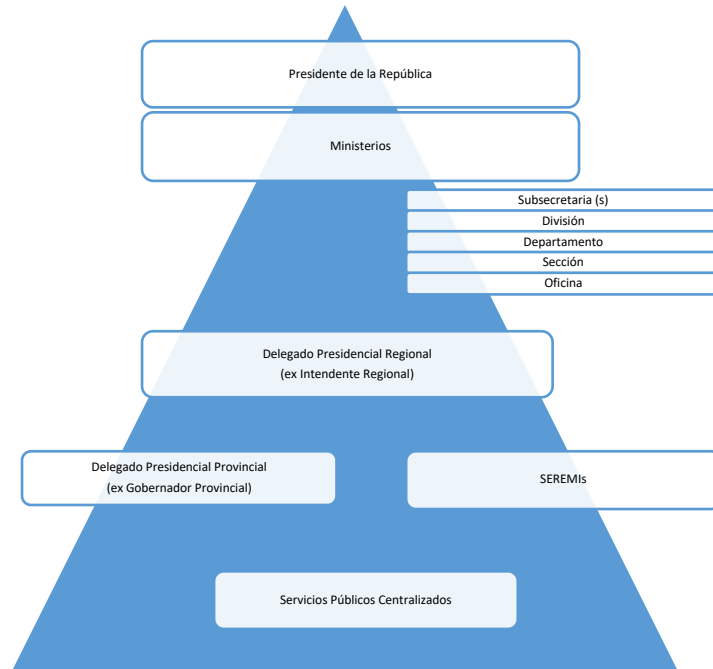 Presidente de la República
Ministerios
Subsecretaria (s)
División
Departamento
Sección
Oficina
Delegado Presidencial Regional
(ex Intendente Regional)
Delegado Presidencial Provincial
(ex Gobernador Provincial)
SEREMIs
Servicios Públicos Centralizados